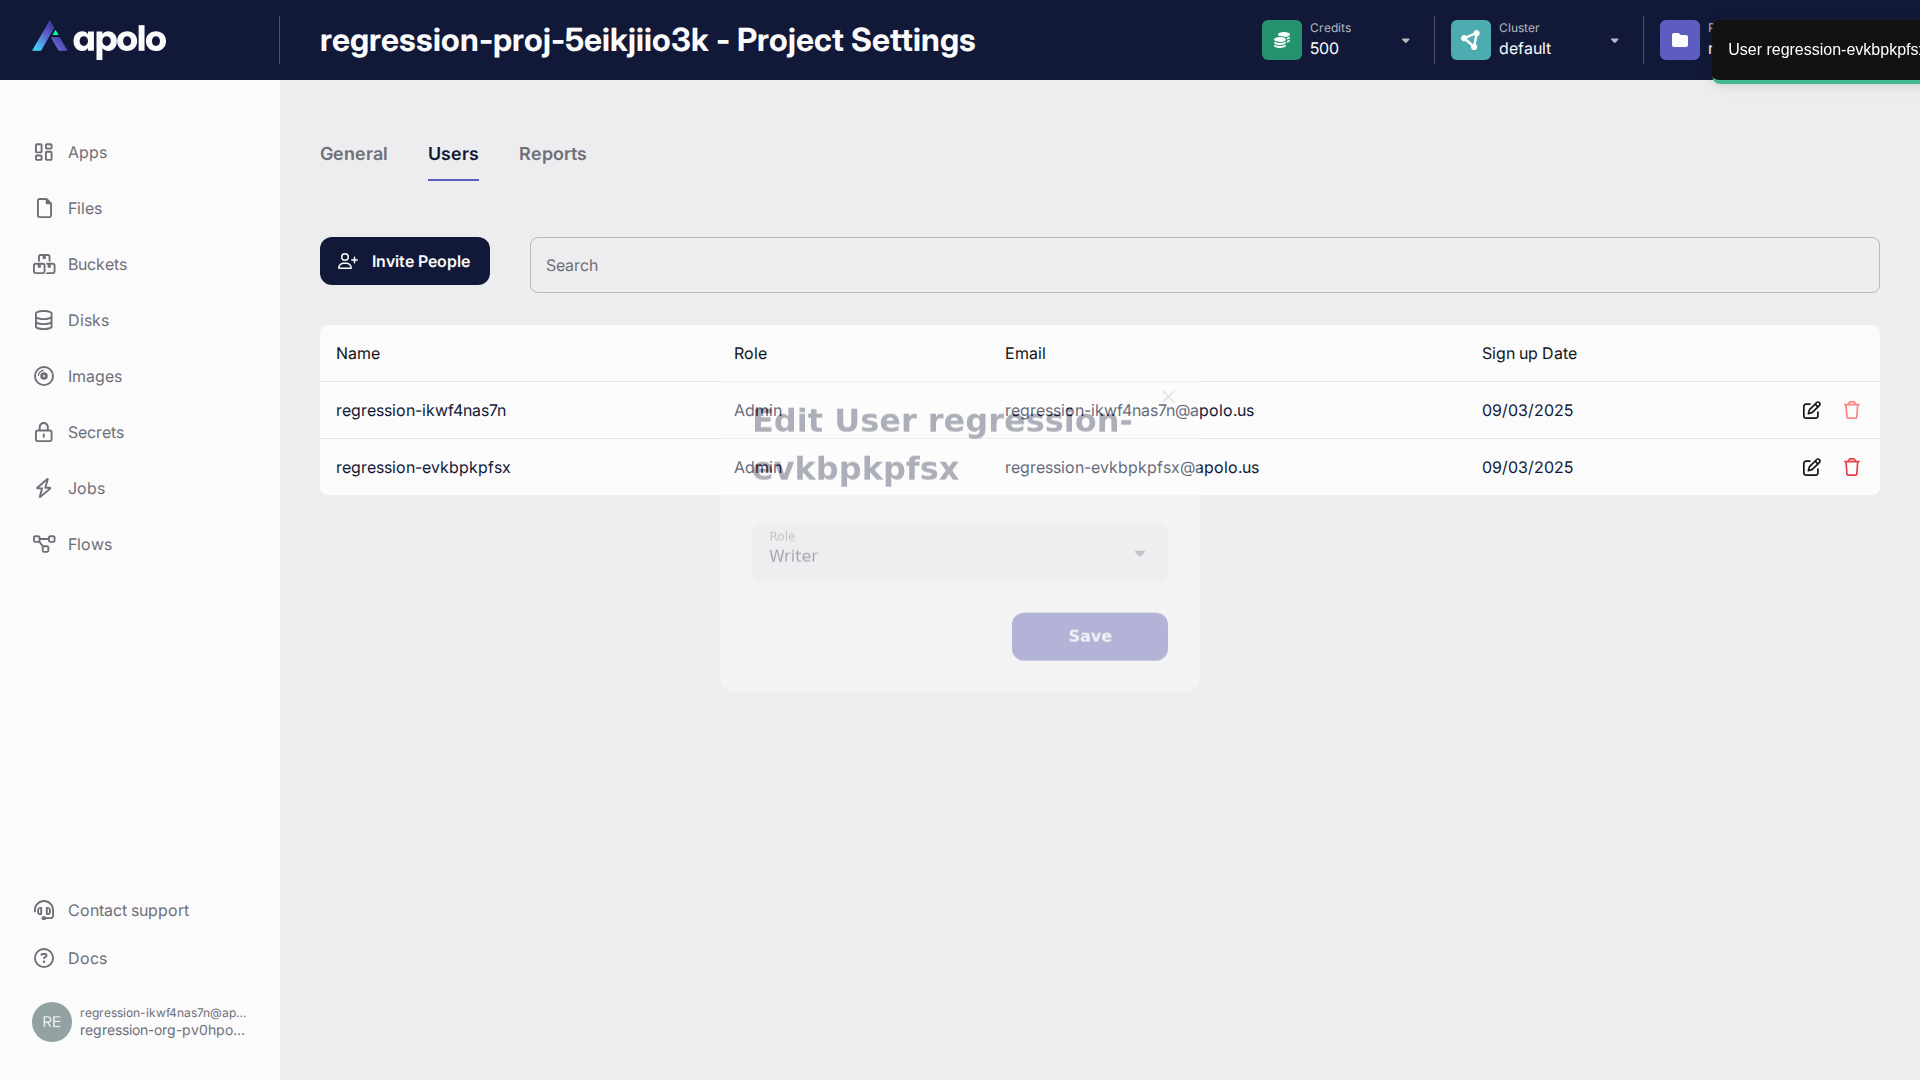 apolo
regression-proj-5eikjiio3k - Project Settings
Credits
500
Cluster
default
User regression-evkbpkpfs
Apps
Files
Buckets
Disks
Images
Secrets
Jobs
Flows
General
Users
Reports
Invite People
Search
Name
Role
Email
Sign up Date
regression-ikwf4nas7n
Admin
regression-ikwf4nas7n@apolo.us
09/03/2025
regression-evkbpkpfsx
Admin
regression-evkbpkpfsx@apolo.us
09/03/2025
Edit User regression-
evkbpkpfsx
Role
Writer
Save
Contact support
Docs
RE
regression-ikwf4nas7n@ap...
regression-org-pv0hpo...